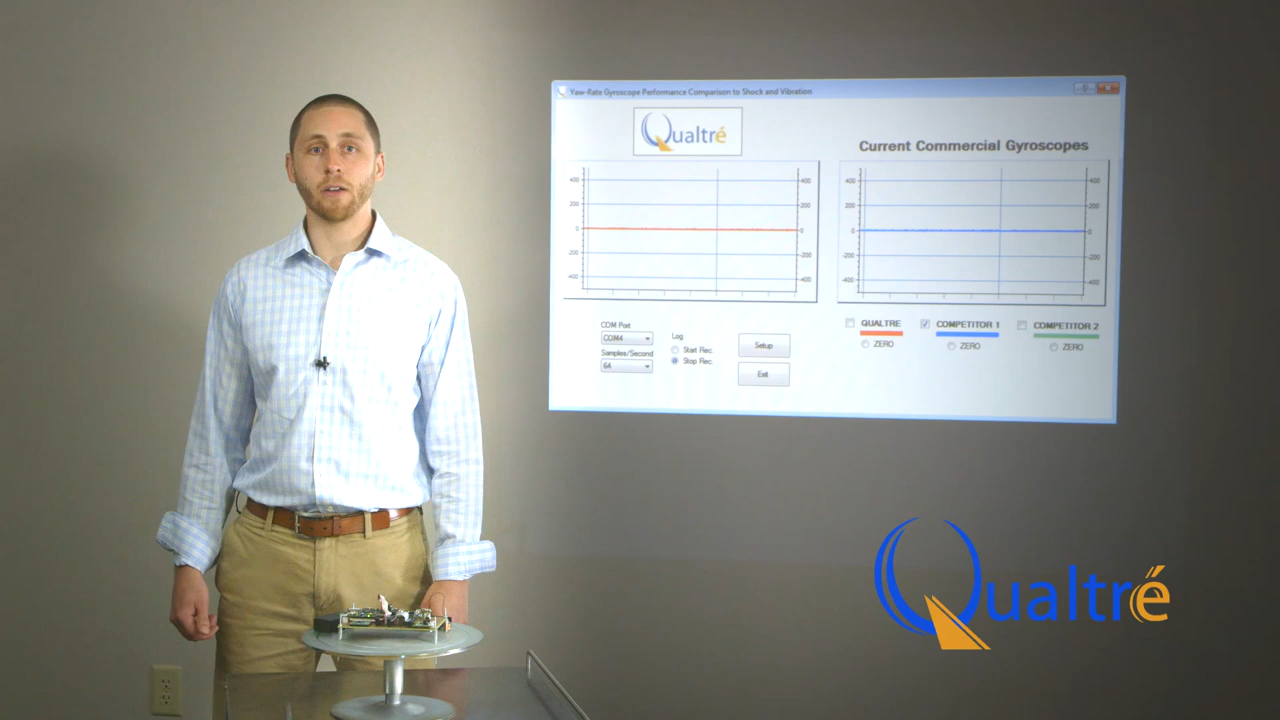 Yaw-Rate Gyroscope Performance Comparison to Shock and Vibration
Qualtré
Current Commercial Gyroscopes
400
200
0
-200
-400
400
200
0
-200
-400
400
200
0
-200
-400
400
200
0
-200
-400
COM Port
COM4
Samples/Second
64
Log
Start Rec.
Stop Rec.
Setup
Exit
QUALTRE
ZERO
COMPETITOR 1
ZERO
COMPETITOR 2
ZERO
Qualtré